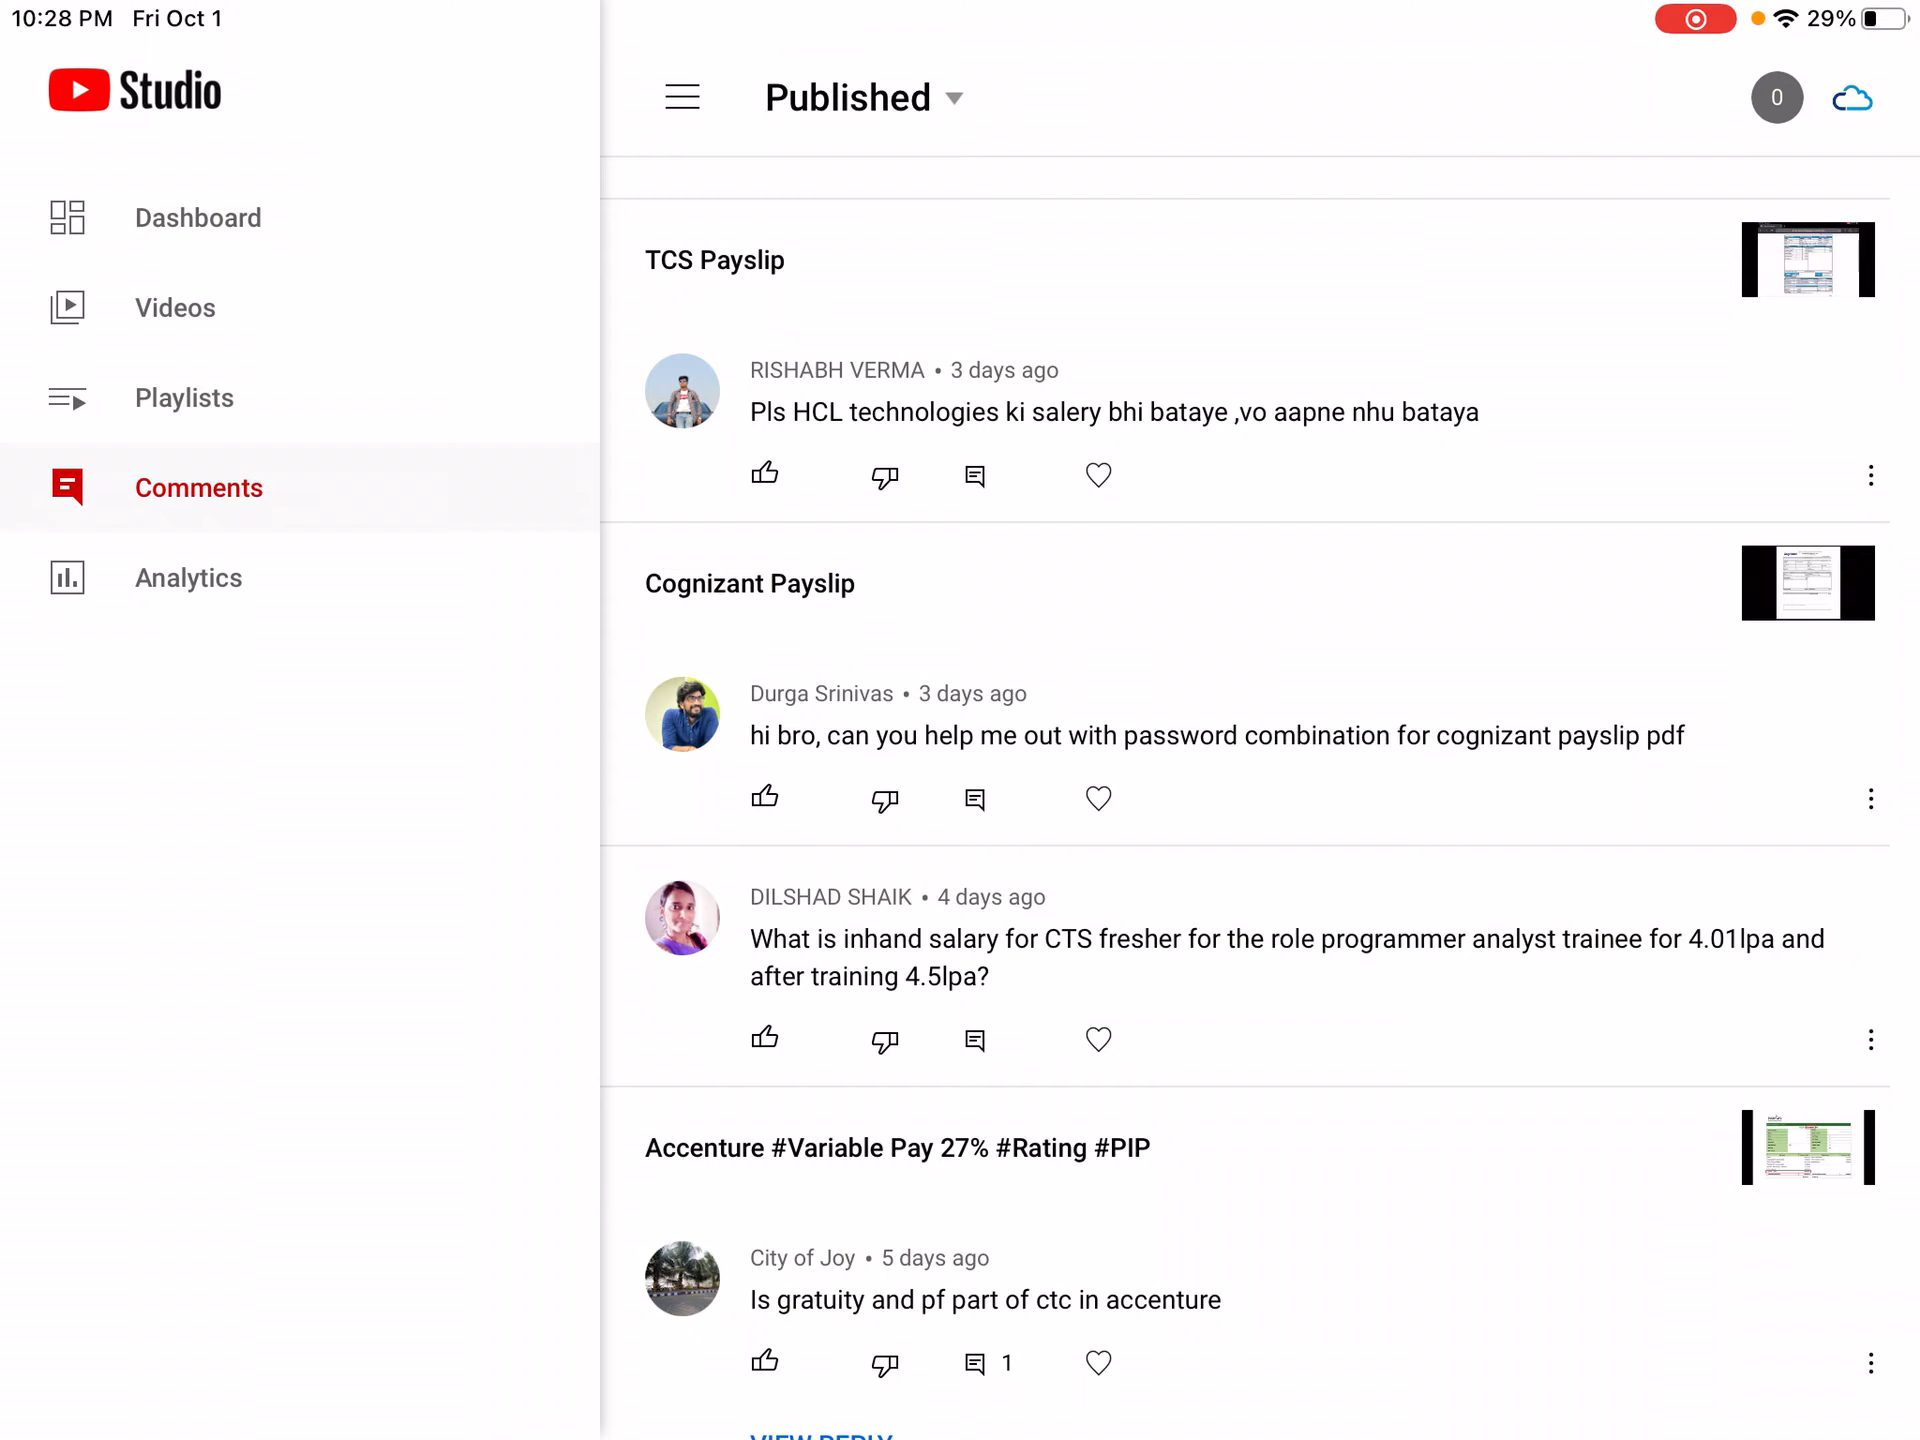 10:28 PM Fri Oct 1
29%
Studio
Published
0
Dashboard
Videos
Playlists
Comments
Analytics
TCS Payslip
RISHABH VERMA • 3 days ago
Pls HCL technologies ki salery bhi bataye ,vo aapne nhu bataya
Cognizant Payslip
Durga Srinivas • 3 days ago
hi bro, can you help me out with password combination for cognizant payslip pdf
DILSHAD SHAIK • 4 days ago
What is inhand salary for CTS fresher for the role programmer analyst trainee for 4.01lpa and
after training 4.5lpa?
Accenture #Variable Pay 27% #Rating #PIP
City of Joy • 5 days ago
Is gratuity and pf part of ctc in accenture
1
VIEW REPLY